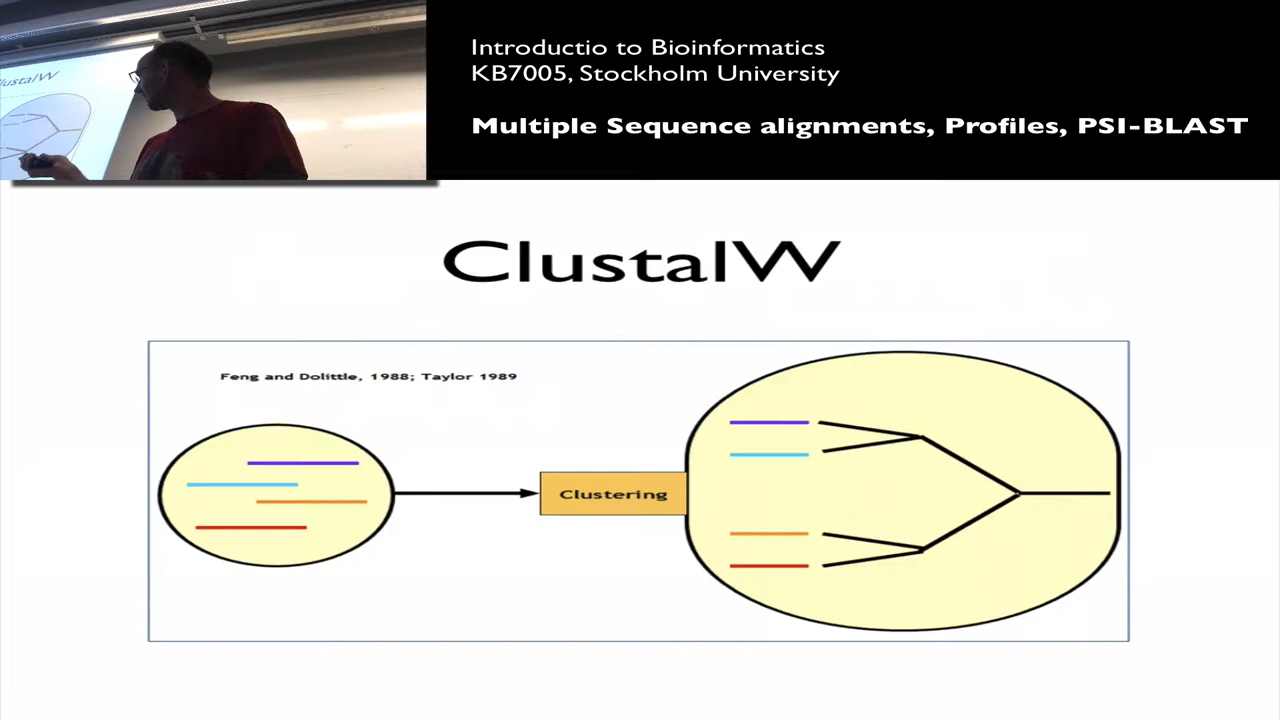 Introductio to Bioinformatics
KB7005, Stockholm University
Multiple Sequence alignments, Profiles, PSI-BLAST
ClustalW
ClustalW
Feng and Dolittle, 1988; Taylor 1989
Clustering